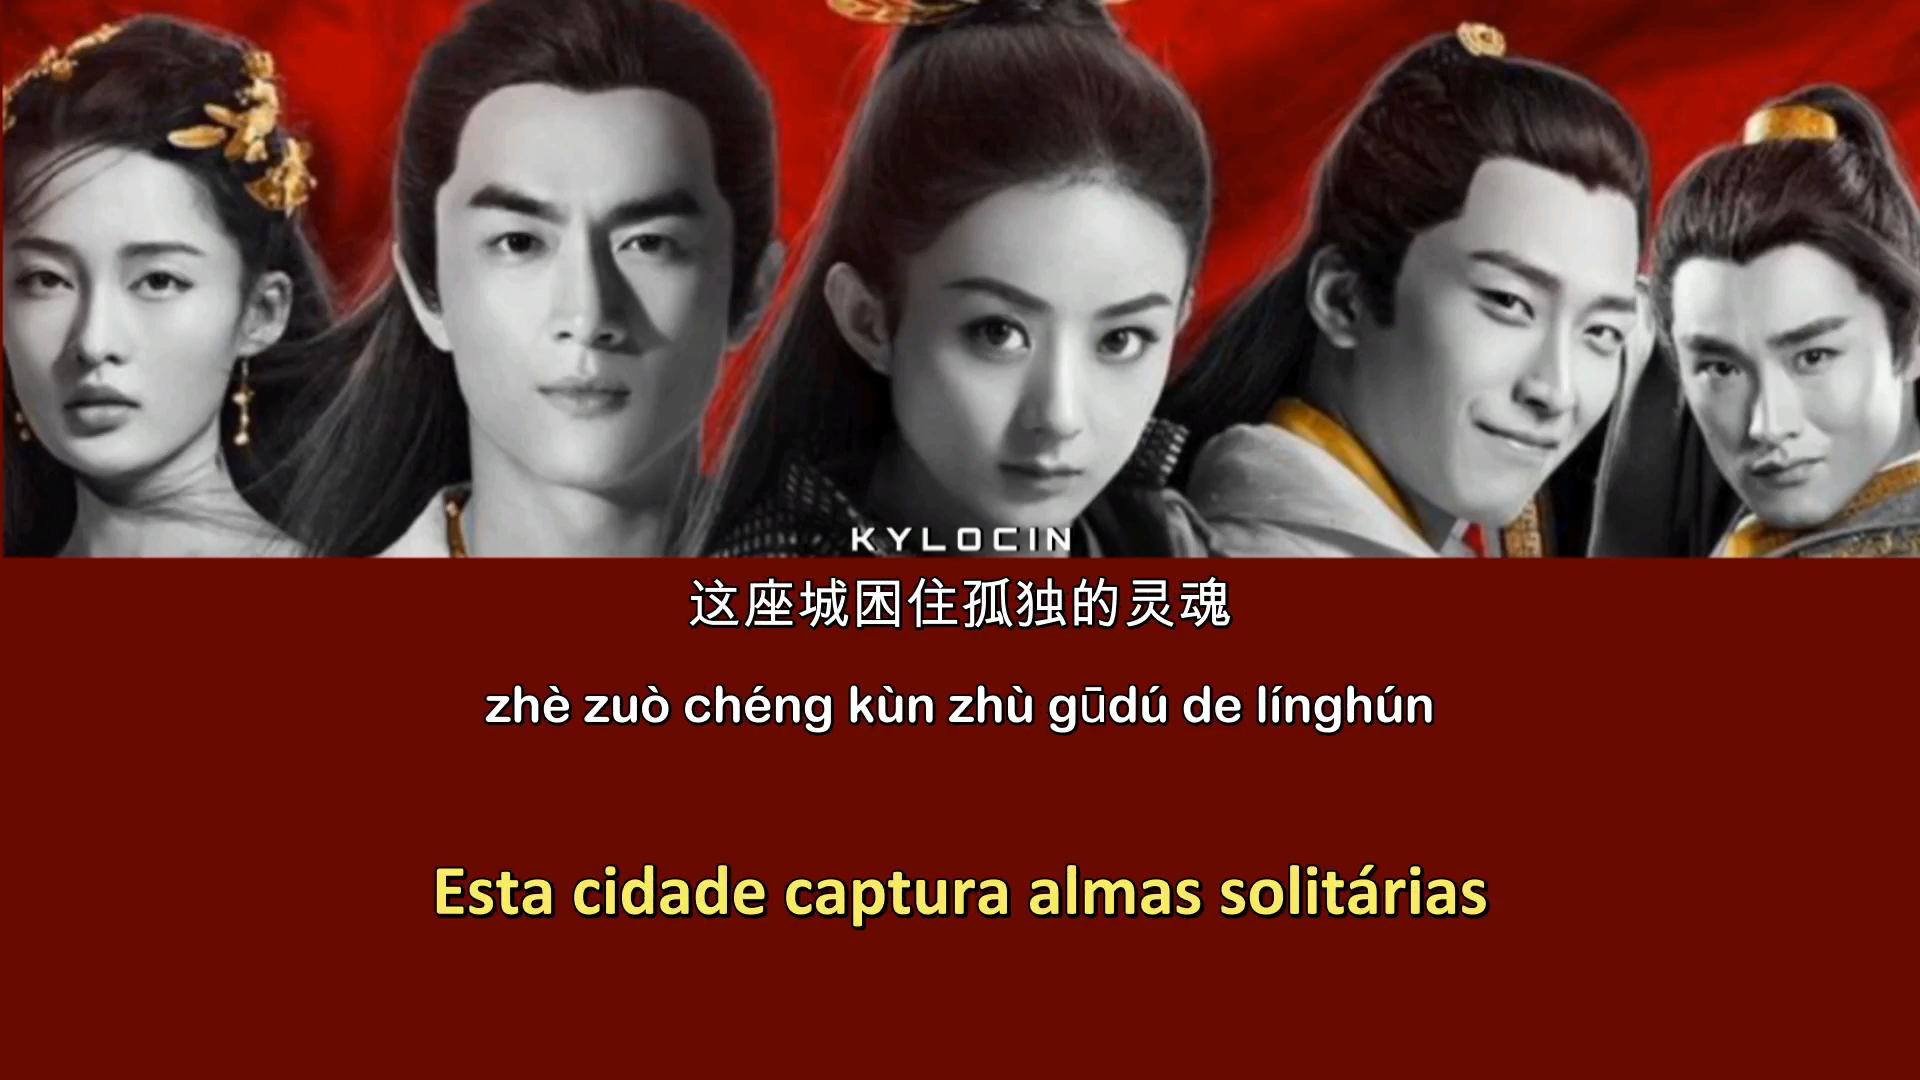 KYLOCIN
这座城困住孤独的灵魂
zhè zuò chéng kùn zhù gūdú de línghún
Esta cidade captura almas solitárias